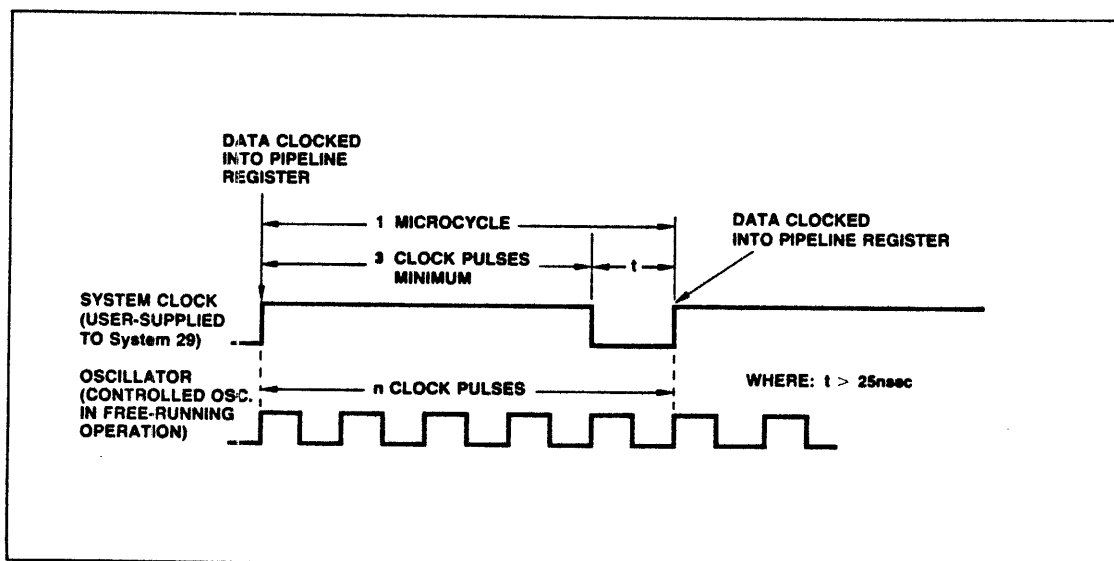 DATA CLOCKED
INTO PIPELINE
REGISTER
1 MICROCYCLE
DATA CLOCKED
INTO PIPELINE REGISTER
3 CLOCK PULSES
MINIMUM
t
SYSTEM CLOCK
(USER-SUPPLIED
TO System 29)
OSCILLATOR
(CONTROLLED OSC.
IN FREE-RUNNING
OPERATION)
n CLOCK PULSES
WHERE: t > 25nsec